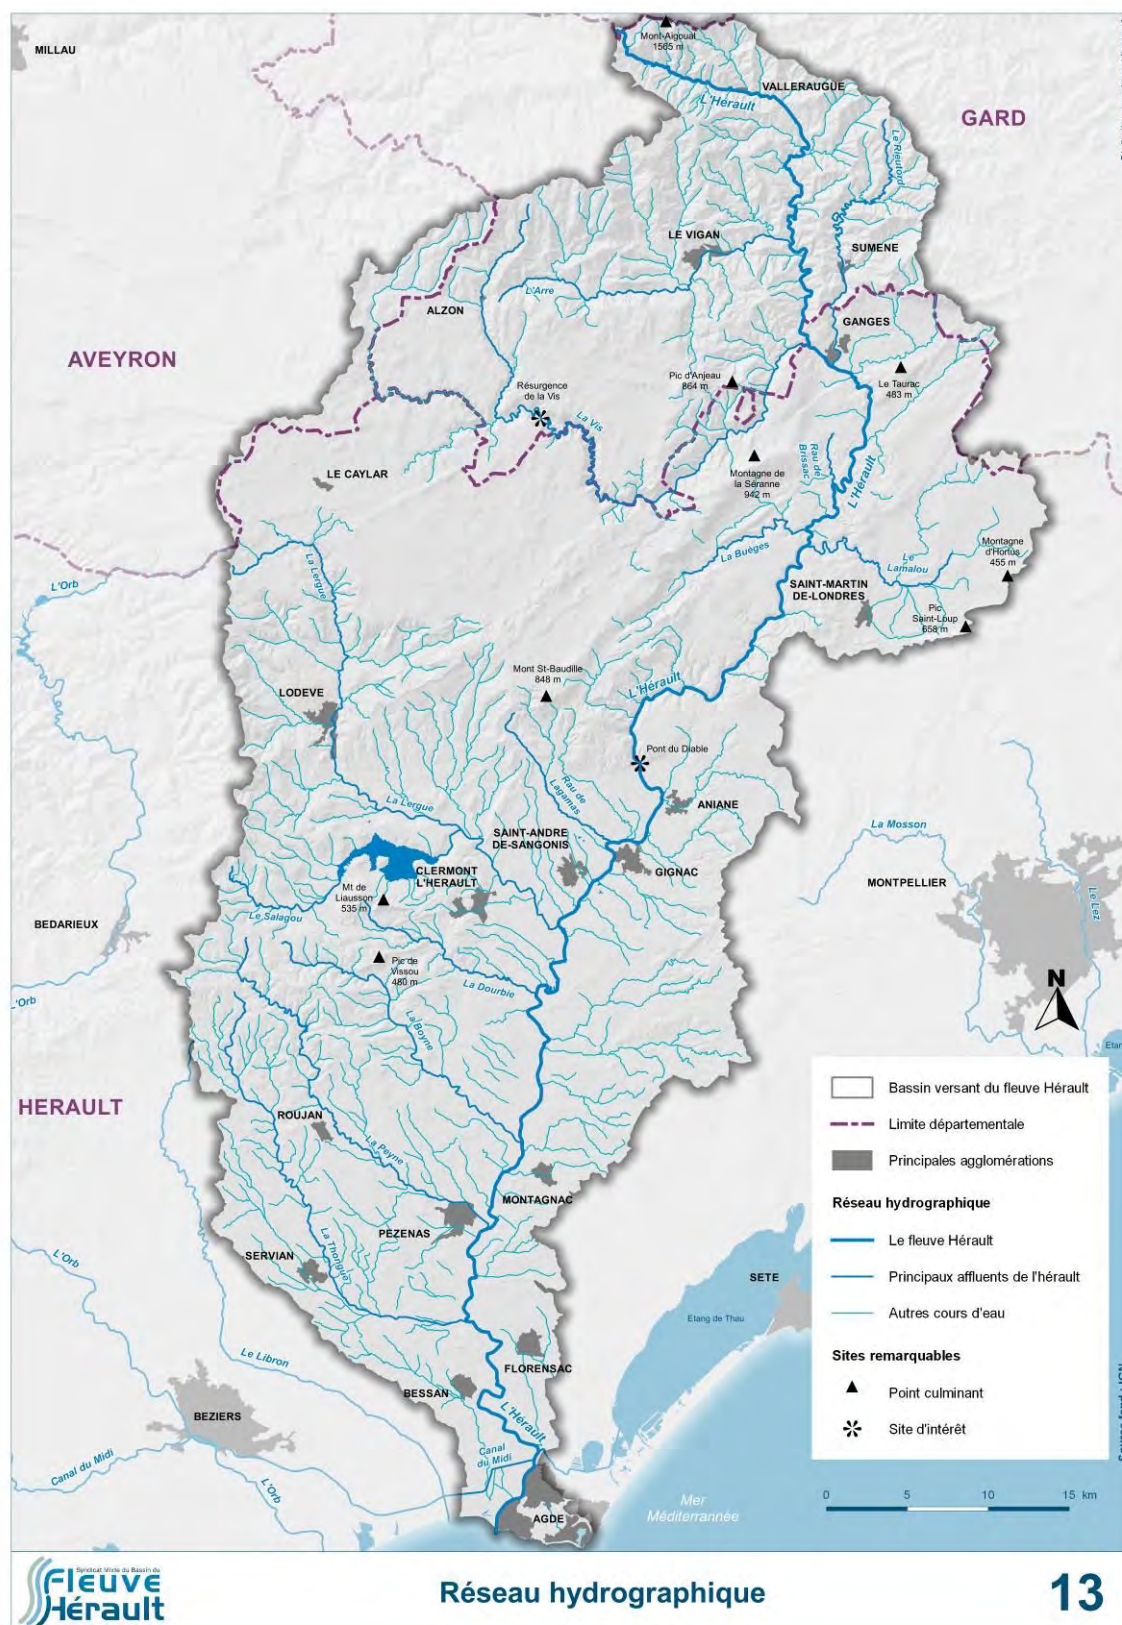 MILLAU
Mont-Aigoual
1565 m
VALLERAUGUE
L'Hérault
GARD
Le Rieutord
LE VIGAN
SUMENE
L'Arre
ALZON
GANGES
AVEYRON
Pic d'Anjeau
864 m
Le Taurac
483 m
Résurgence
de la Vis
La Vis
LE CAYLAR
Montagne de
la Séranne
942 m
Rau de
Brissac
L'Hérault
L'Orb
La Lergue
La Buèges
Montagne
d'Hortus
455 m
Le
Lamalou
SAINT-MARTIN
DE-LONDRES
Pic
Saint-Loup
658 m
Mont St-Baudille
848 m
L'Hérault
LODEVE
Pont du Diable
Rau de
Lagamas
ANIANE
La Lergue
SAINT-ANDRE
DE-SANGONIS
La Mosson
CLERMONT
L'HERAULT
GIGNAC
MONTPELLIER
Le Lez
Mt de
Liausson
535 m
Le Salagou
BEDARIEUX
Pic de
Vissou
480 m
La Dourbie
L'Orb
La Boyne
N
Etan
HERAULT
ROUJAN
La Peyne
MONTAGNAC
PEZENAS
La Thongue
SERVIAN
L'Orb
SETE
Etang de Thau
Le Libron
FLORENSAC
BESSAN
BEZIERS
L'Hérault
Canal
du Midi
Canal du Midi
L'Orb
AGDE
Mer
Méditerrannée
Bassin versant du fleuve Hérault
Limite départementale
Principales agglomérations
Réseau hydrographique
Le fleuve Hérault
Principaux affluents de l'hérault
Autres cours d'eau
Sites remarquables
Point culminant
Site d'intérêt
0 5 10 15 km
Syndicat Mixte du Bassin du
Fleuve
Hérault
Réseau hydrographique
13